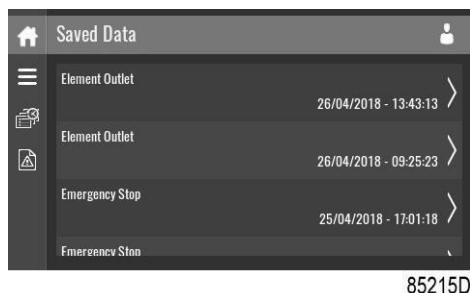 Saved Data
Element Outlet
26/04/2018 - 13:43:13
Element Outlet
26/04/2018 - 09:25:23
Emergency Stop
25/04/2018 - 17:01:18
Emergency Stop
85215D